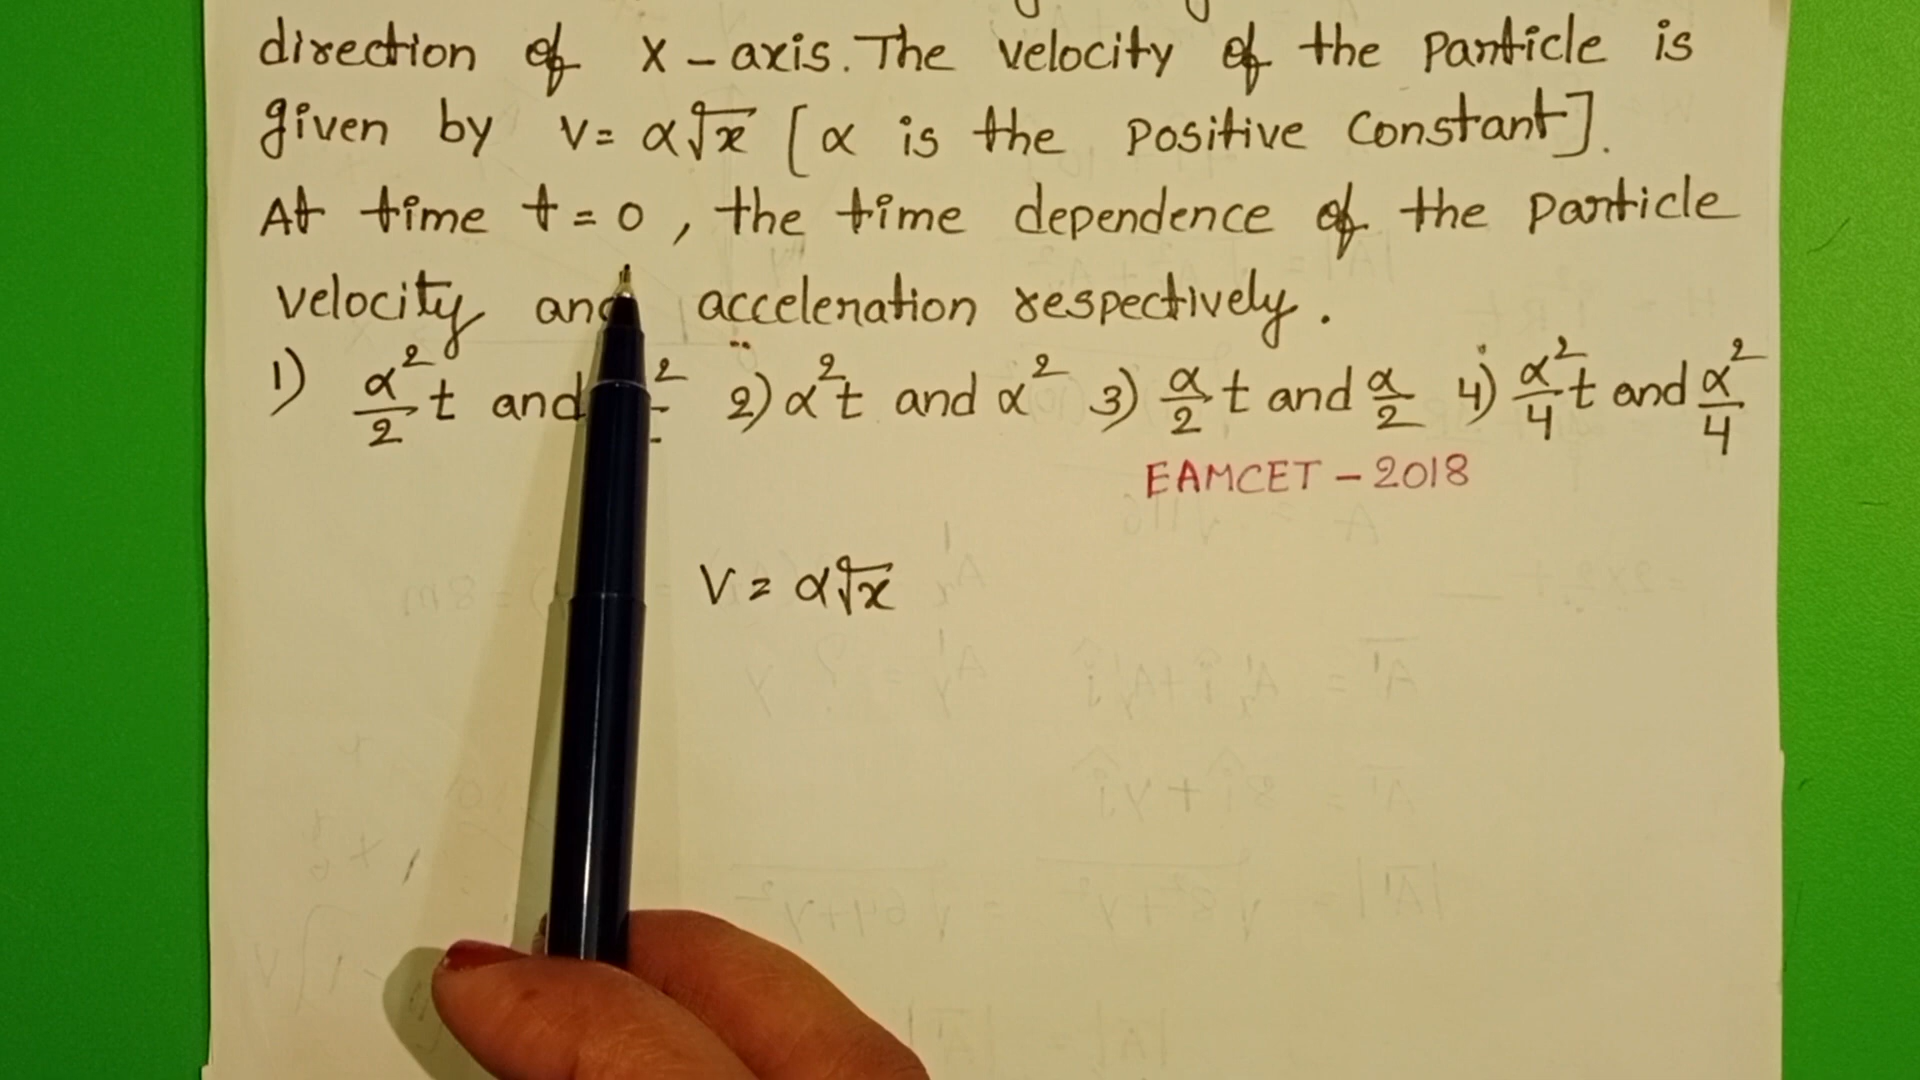 direction of x-axis. The velocity of the particle is
given by v = α√x [α is the positive constant].
At time t = 0, the time dependence of the particle
velocity and acceleration respectively.
1) α²/2 t and 2) α²t and α² 3) α/2 t and α/2 4) α²/4 t and α²/4
EAMCET - 2018
V = α√x